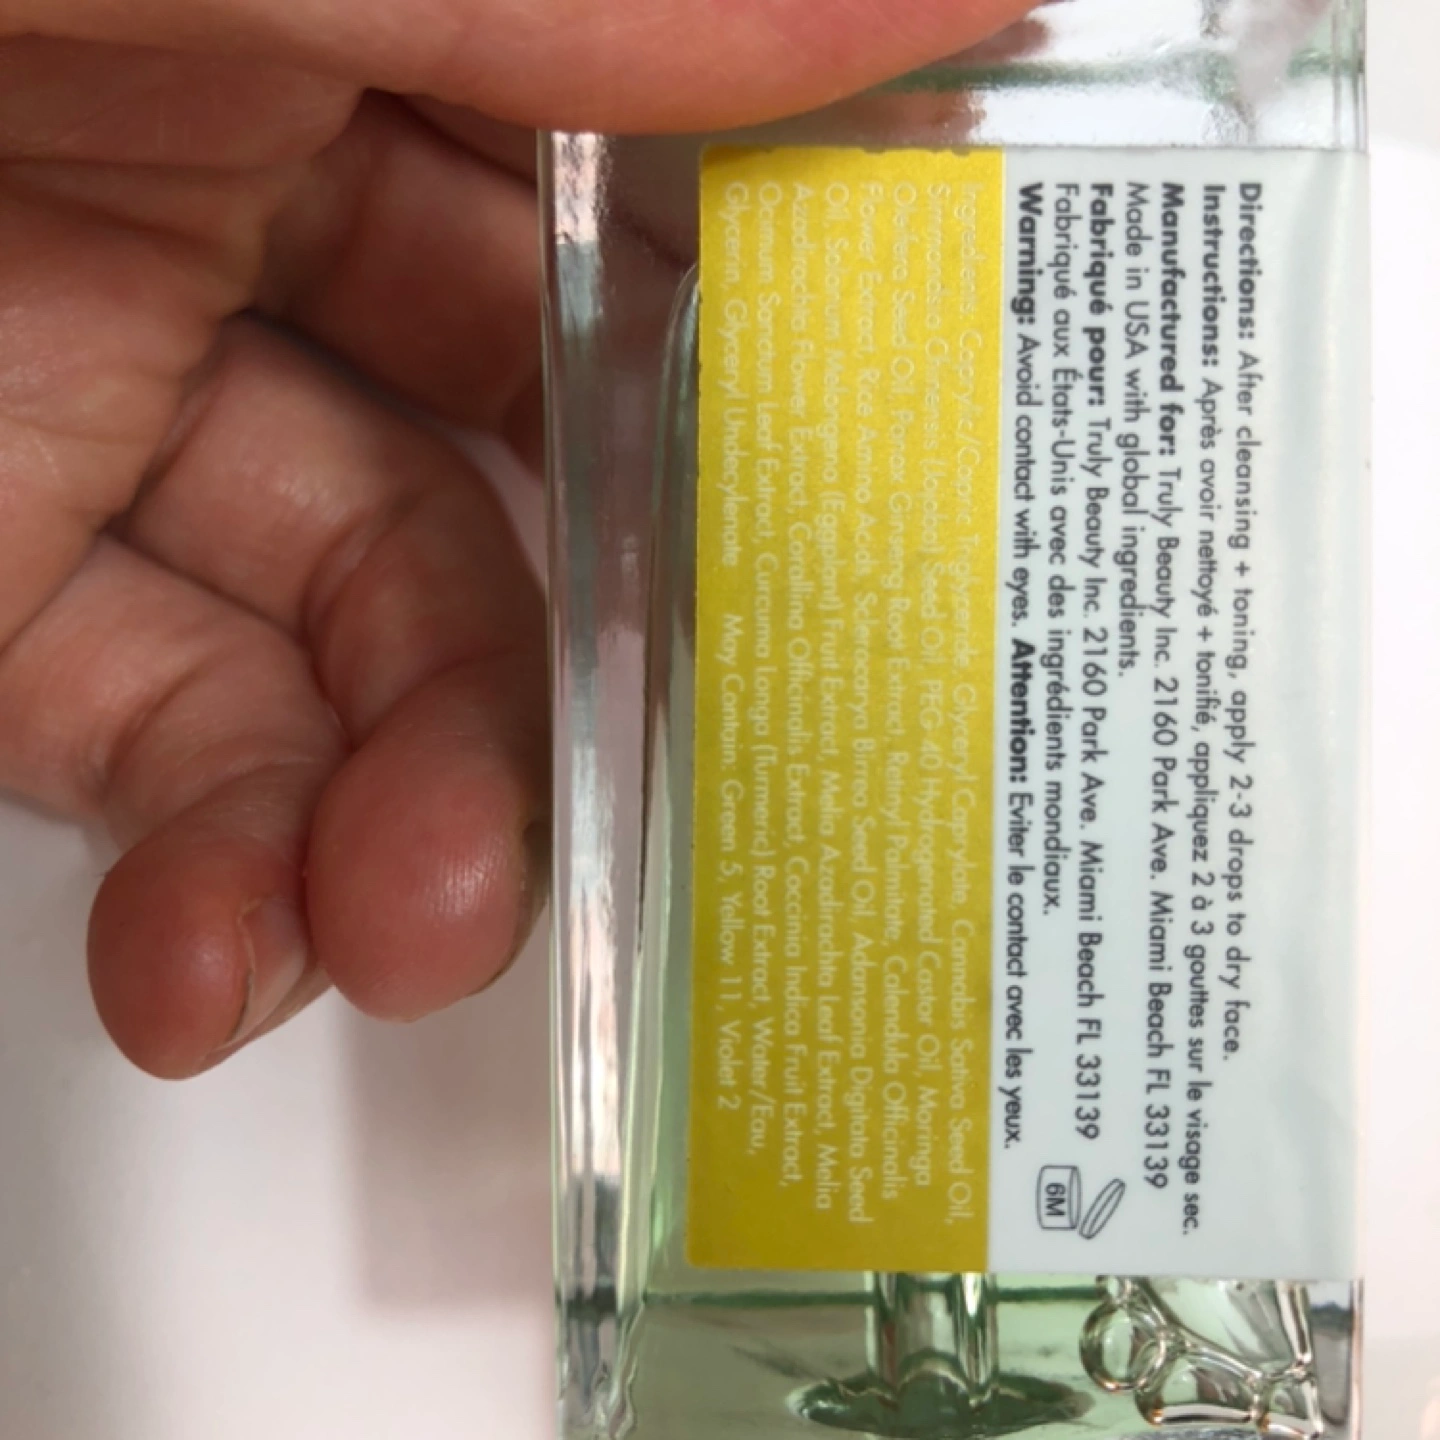 Directions: After cleansing + toning, apply 2-3 drops to dry face.
Instructions: Après avoir nettoyé + tonifié, appliquez 2 à 3 gouttes sur le visage sec.
Manufactured for: Truly Beauty Inc. 2160 Park Ave. Miami Beach FL 33139
Made in USA with global ingredients.
Fabriqué pour: Truly Beauty Inc. 2160 Park Ave. Miami Beach FL 33139
Fabriqué aux États-Unis avec des ingrédients mondiaux.
Warning: Avoid contact with eyes. Attention: Eviter le contact avec les yeux.
6M
Ingredients: Caprylic/Capric Triglyceride, Glyceryl Caprylate, Cannabis Sativa Seed Oil,
Simmondsia Chinensis (Jojoba) Seed Oil, PEG-40 Hydrogenated Castor Oil, Moringa
Oleifera Seed Oil, Panax Ginseng Root Extract, Retinyl Palmitate, Calendula Officinalis
Flower Extract, Rice Amino Acids, Sclerocarya Birrea Seed Oil, Adansonia Digitata Seed
Oil, Solanum Melongena (Eggplant) Fruit Extract, Melia Azadirachta Leaf Extract, Melia
Azadirachta Flower Extract, Corallina Officinalis Extract, Coccinia Indica Fruit Extract,
Ocimum Sanctum Leaf Extract, Curcuma Longa (Turmeric) Root Extract, Water/Eau,
Glycerin, Glyceryl Undecylenate May Contain: Green 5, Yellow 11, Violet 2